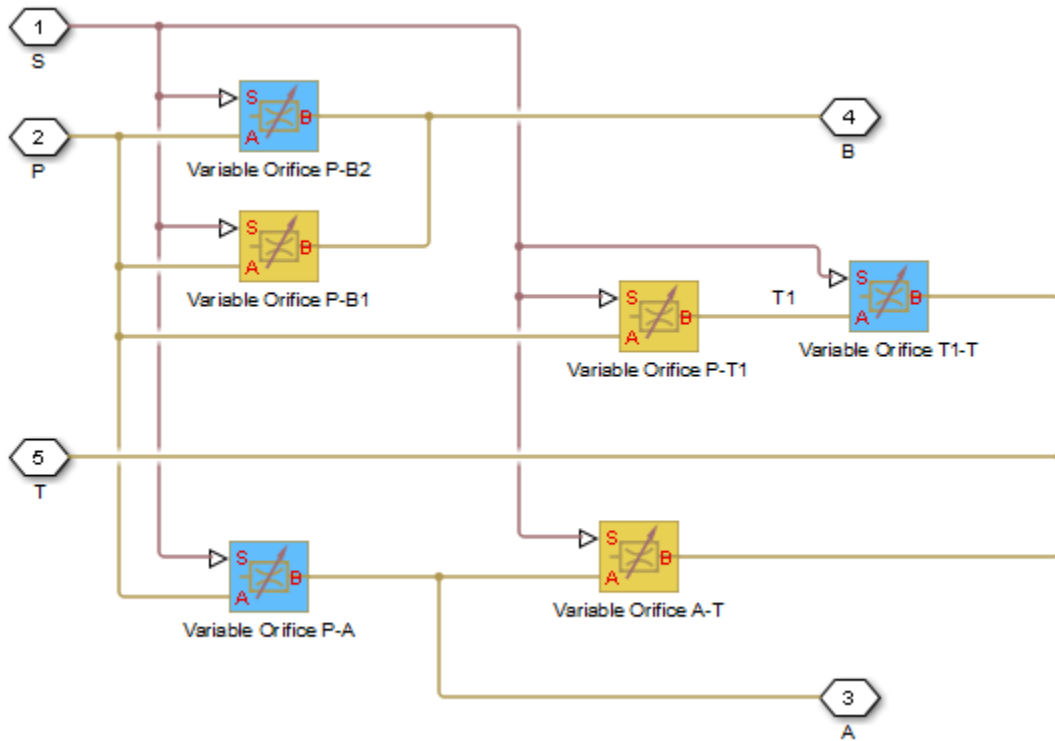 1
S
S
A
B
Variable Orifice P-B2
4
B
2
P
S
A
B
Variable Orifice P-B1
S
A
B
Variable Orifice P-T1
T1
S
A
B
Variable Orifice T1-T
5
T
S
A
B
Variable Orifice P-A
S
A
B
Variable Orifice A-T
3
A